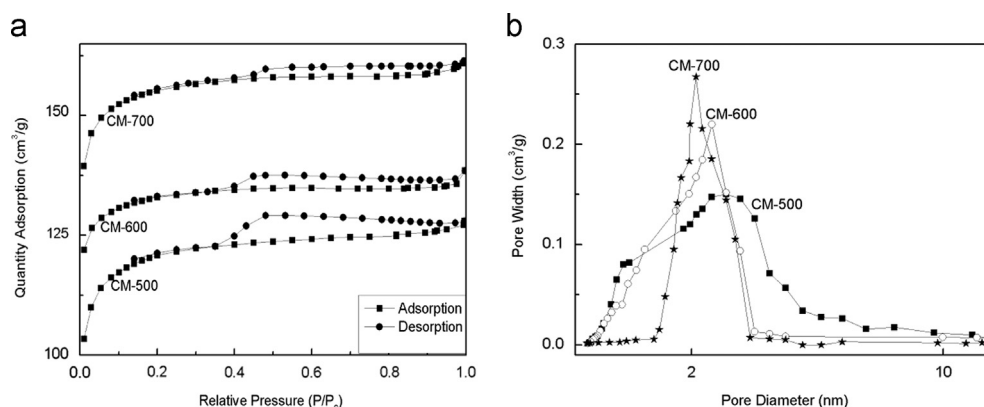 a
Quantity Adsorption (cm³/g)
150
125
100
CM-700
CM-600
CM-500
Adsorption
Desorption
0.0
0.2
0.4
0.6
0.8
1.0
Relative Pressure (P/P₀)
b
Pore Width (cm³/g)
0.3
0.2
0.1
0.0
CM-700
CM-600
CM-500
2
10
Pore Diameter (nm)